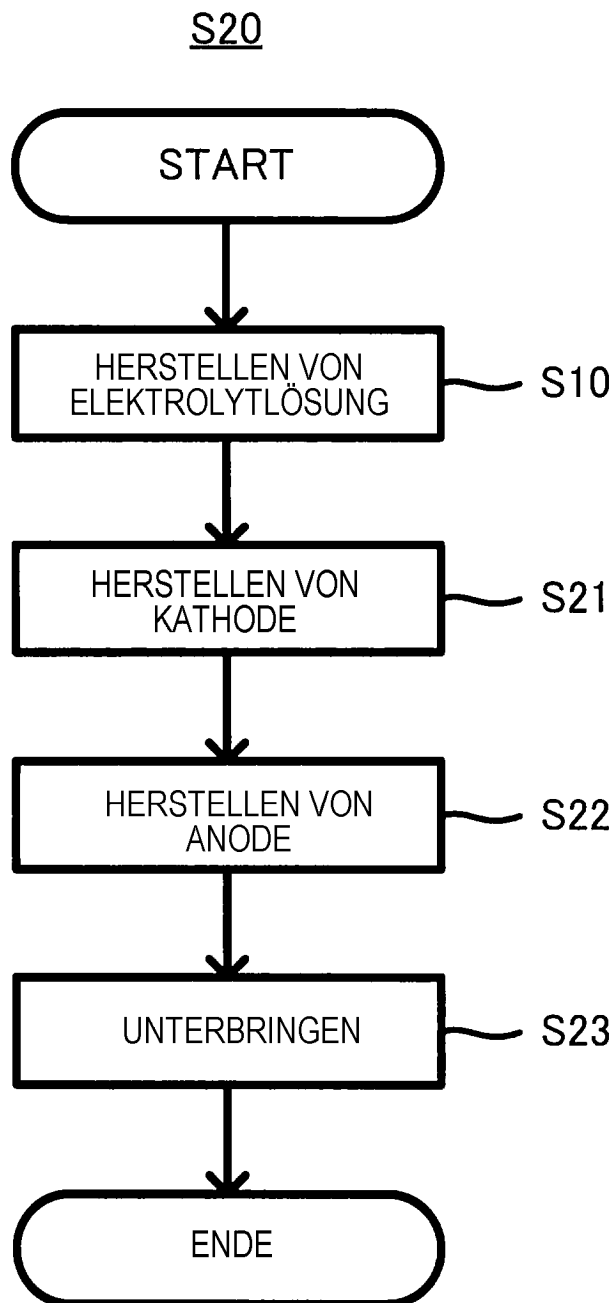 S20
START
HERSTELLEN VON
ELEKTROLYTLÖSUNG
S10
HERSTELLEN VON
KATHODE
S21
HERSTELLEN VON
ANODE
S22
UNTERBRINGEN
S23
ENDE